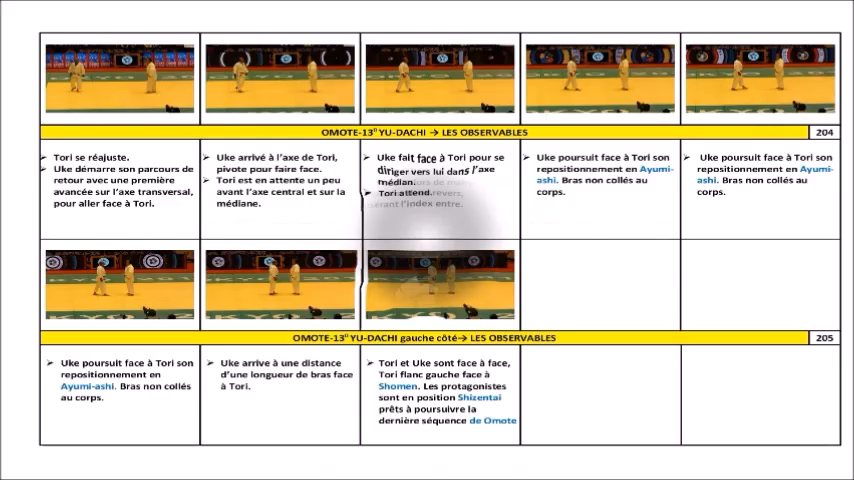 OMOTE-13° YU-DACHI → LES OBSERVABLES 204
➢ Tori se réajuste.
➢ Uke démarre son parcours de
retour avec une première
avancée sur l'axe transversal,
pour aller face à Tori.
➢ Uke arrivé à l'axe de Tori,
pivote pour faire face.
➢ Tori est en attente un peu
avant l'axe central et sur la
médiane.
➢ Uke fait face à Tori pour se
diriger vers lui dans l'axe
médian.
➢ Tori attend. revers,
l'index entre.
➢ Uke poursuit face à Tori son
repositionnement en Ayumi-
ashi. Bras non collés au
corps.
➢ Uke poursuit face à Tori son
repositionnement en Ayumi-
ashi. Bras non collés au
corps.
OMOTE-13° YU-DACHI gauche côté→ LES OBSERVABLES 205
➢ Uke poursuit face à Tori son
repositionnement en
Ayumi-ashi. Bras non collés
au corps.
➢ Uke arrive à une distance
d'une longueur de bras face
à Tori.
➢ Tori et Uke sont face à face,
Tori flanc gauche face à
Shomen. Les protagonistes
sont en position Shizentai
prêts à poursuivre la
dernière séquence de Omote